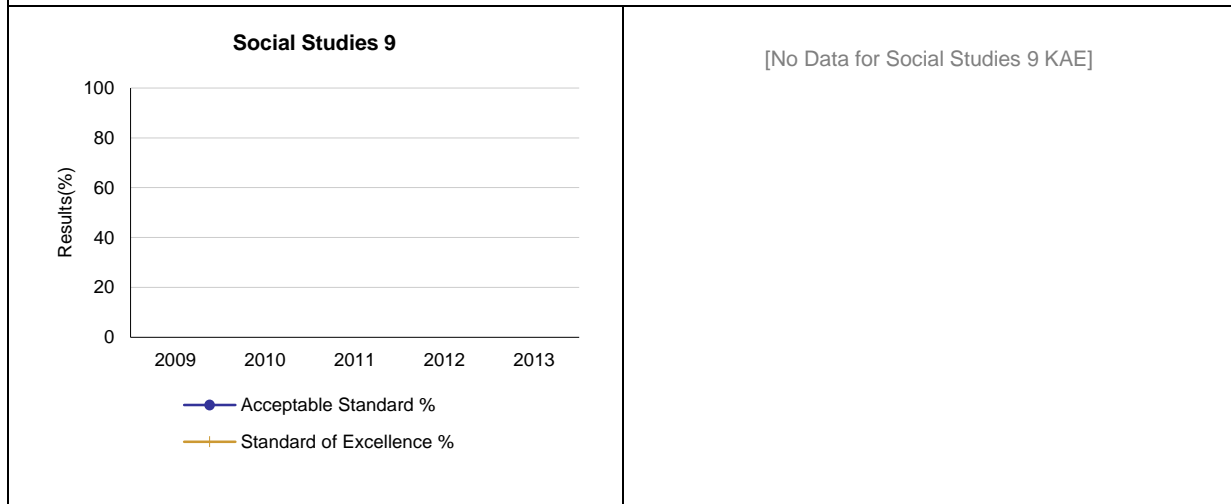 Social Studies 9
Results(%)
100
80
60
40
20
0
2009 2010 2011 2012 2013
Acceptable Standard %
Standard of Excellence %
[No Data for Social Studies 9 KAE]